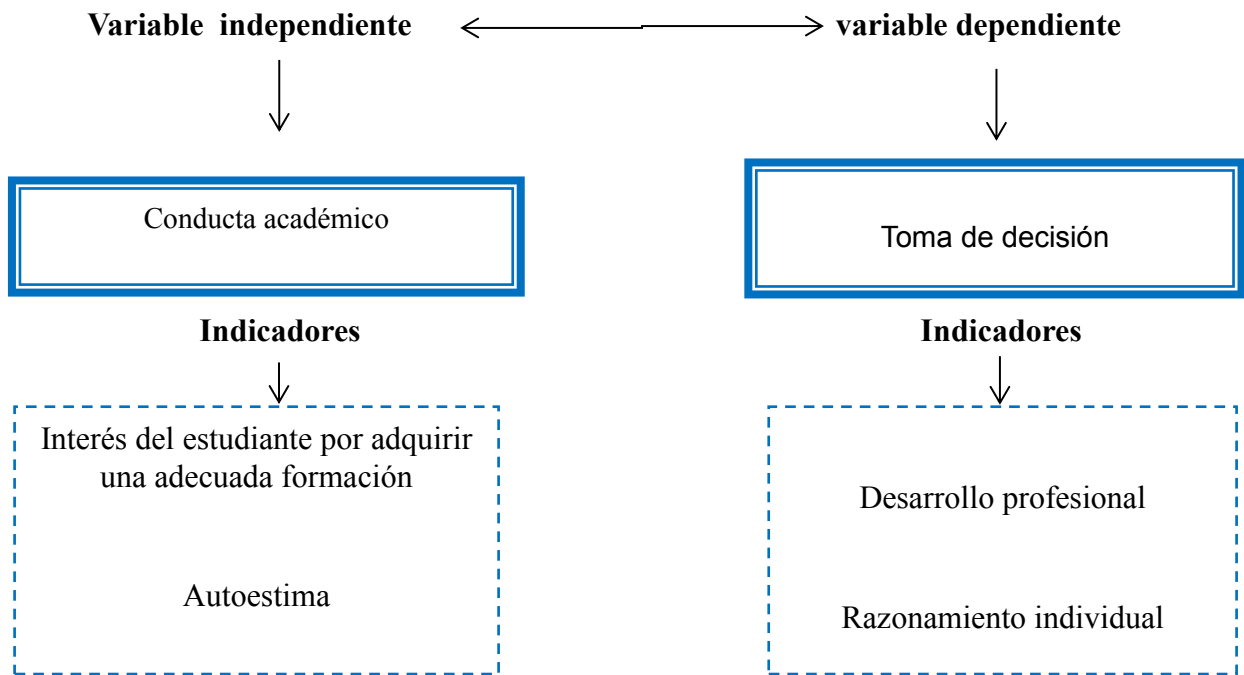 Variable independiente
variable dependiente
Conducta académico
Toma de decisión
Indicadores
Indicadores
Interés del estudiante por adquirir
una adecuada formación
Autoestima
Desarrollo profesional
Razonamiento individual